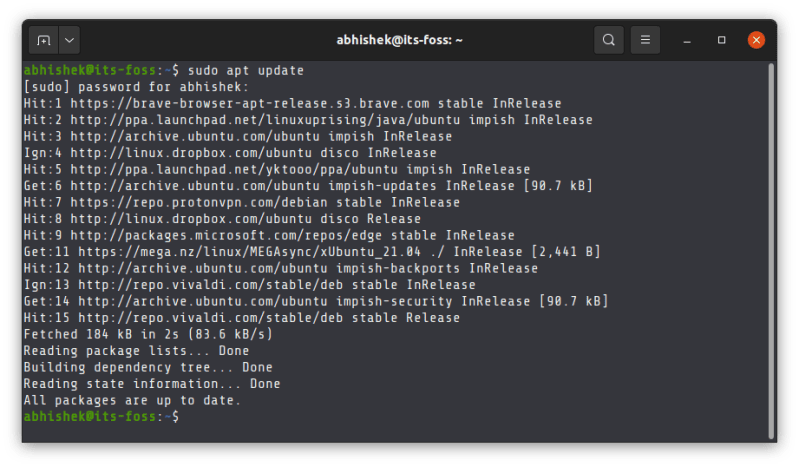 abhishek@its-foss: ~
abhishek@its-foss:~$ sudo apt update
[sudo] password for abhishek:
Hit:1 https://brave-browser-apt-release.s3.brave.com stable InRelease
Hit:2 http://ppa.launchpad.net/linuxuprising/java/ubuntu impish InRelease
Hit:3 http://archive.ubuntu.com/ubuntu impish InRelease
Ign:4 http://linux.dropbox.com/ubuntu disco InRelease
Hit:5 http://ppa.launchpad.net/yktooo/ppa/ubuntu impish InRelease
Get:6 http://archive.ubuntu.com/ubuntu impish-updates InRelease [90.7 kB]
Hit:7 https://repo.protonvpn.com/debian stable InRelease
Hit:8 http://linux.dropbox.com/ubuntu disco Release
Hit:9 http://packages.microsoft.com/repos/edge stable InRelease
Get:11 https://mega.nz/linux/MEGAsync/xUbuntu_21.04 ./ InRelease [2,441 B]
Hit:12 http://archive.ubuntu.com/ubuntu impish-backports InRelease
Ign:13 http://repo.vivaldi.com/stable/deb stable InRelease
Get:14 http://archive.ubuntu.com/ubuntu impish-security InRelease [90.7 kB]
Hit:15 http://repo.vivaldi.com/stable/deb stable Release
Fetched 184 kB in 2s (83.6 kB/s)
Reading package lists... Done
Building dependency tree... Done
Reading state information... Done
All packages are up to date.
abhishek@its-foss:~$